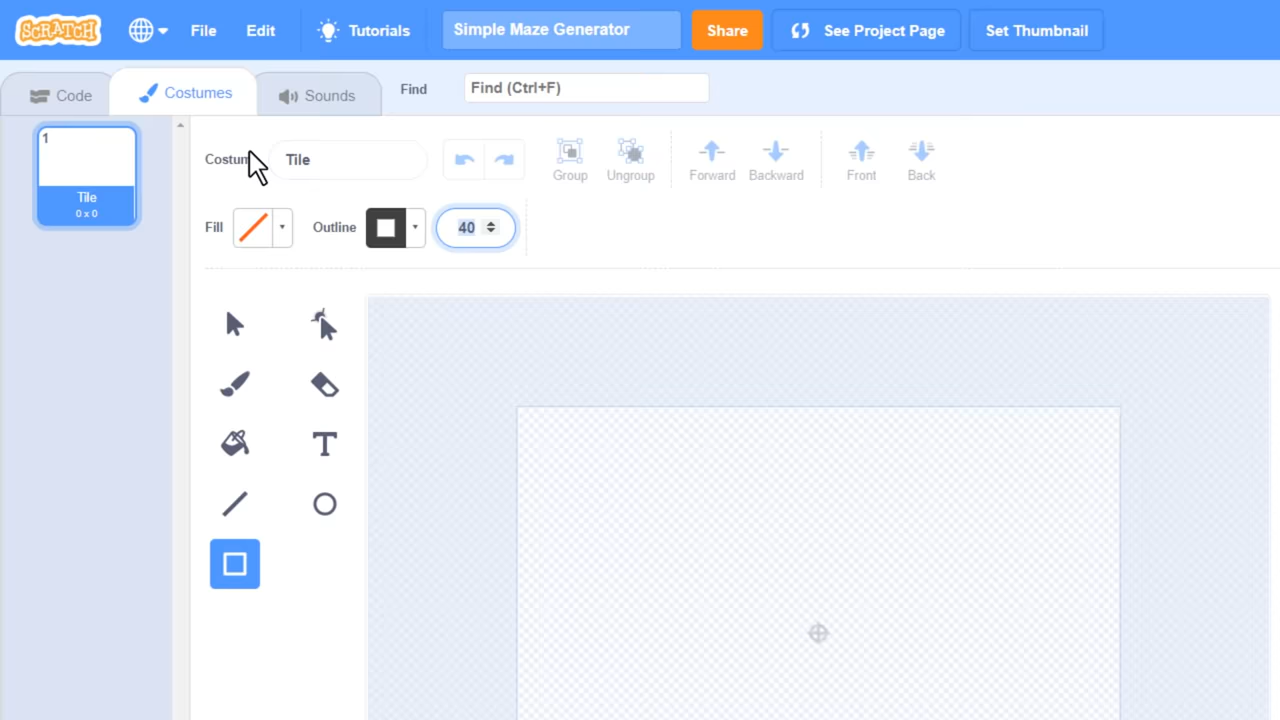 SCRATCH File Edit Tutorials Simple Maze Generator Share See Project Page Set Thumbnail
Code Costumes Sounds Find Find (Ctrl+F)
1
Tile
0 x 0
Tile
Group Ungroup Forward Backward Front Back
Fill Outline 40
T